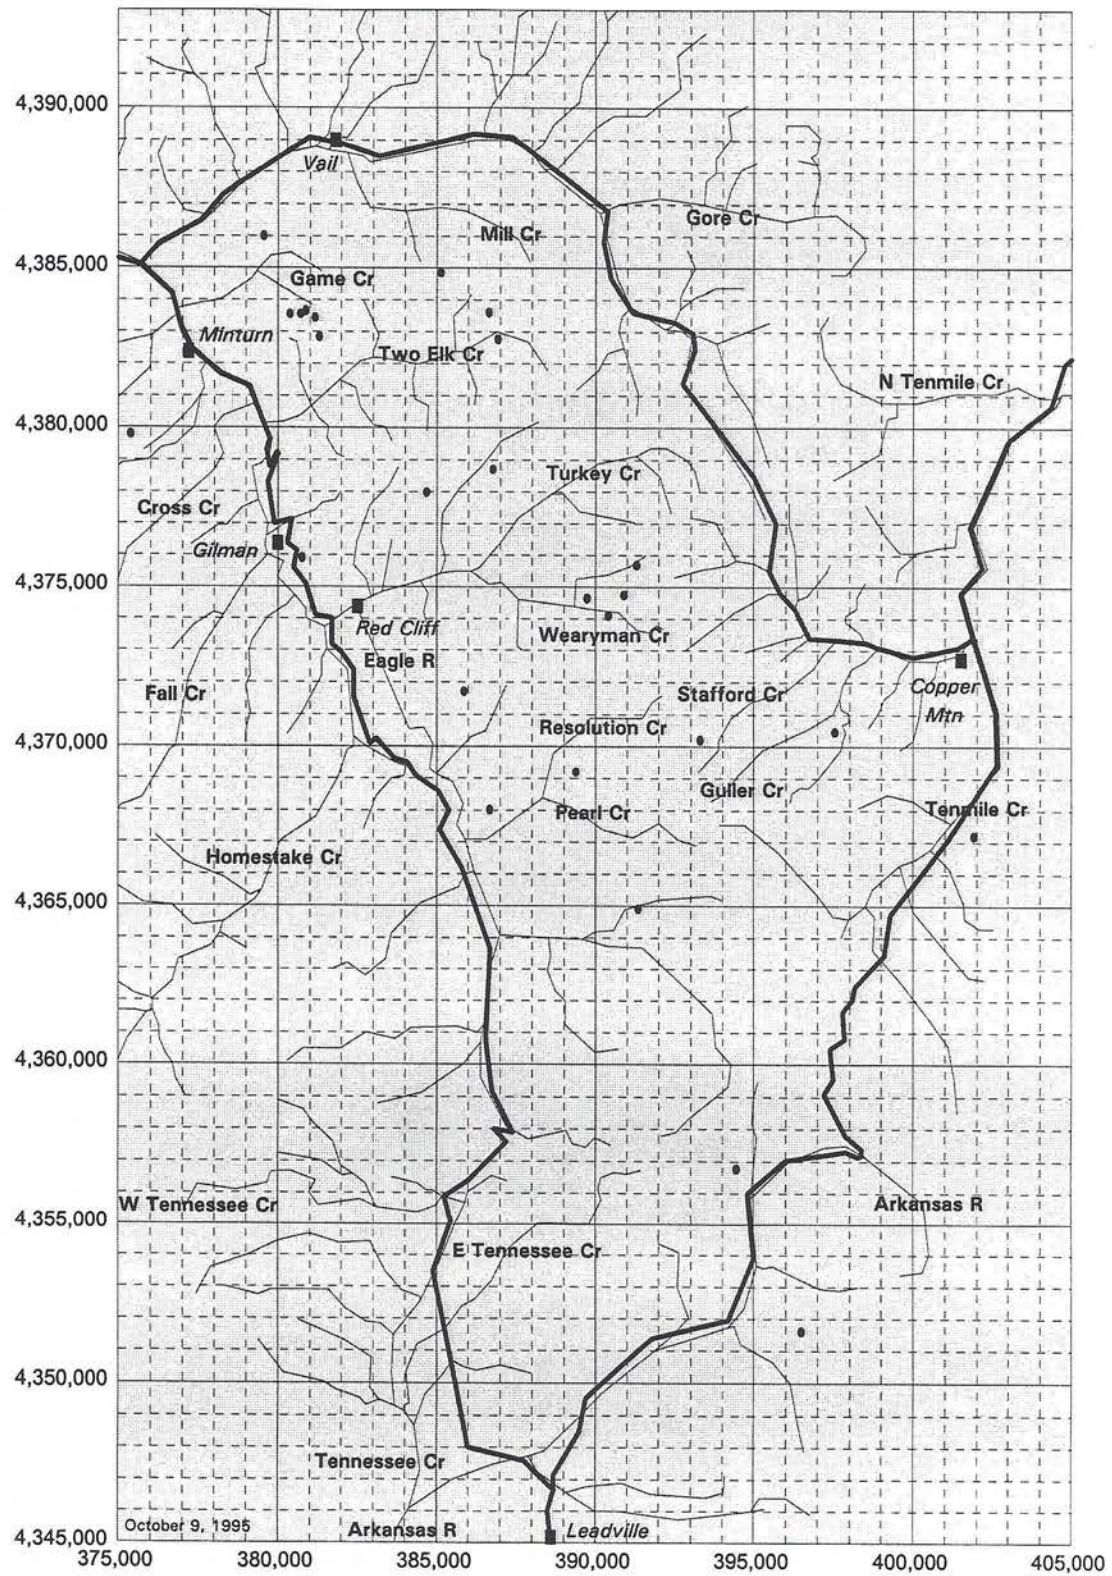 4,390,000
Vail
Gore Cr
Mill Cr
4,385,000
Game Cr
Minturn
Two Elk Cr
N Tenmile Cr
4,380,000
Turkey Cr
Cross Cr
Gilman
4,375,000
Red Cliff
Wearyman Cr
Eagle R
Fall Cr
Stafford Cr
Copper
Mtn
Resolution Cr
4,370,000
Guller Cr
Pearl Cr
Tenmile Cr
Homestake Cr
4,365,000
4,360,000
W Tennessee Cr
Arkansas R
4,355,000
E Tennessee Cr
4,350,000
Tennessee Cr
October 9, 1995
Arkansas R
Leadville
4,345,000
375,000 380,000 385,000 390,000 395,000 400,000 405,000